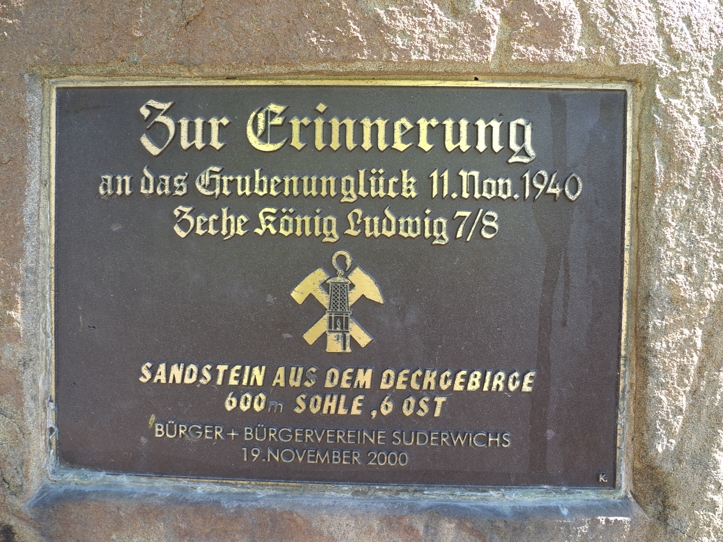 Zur Erinnerung
an das Grubenunglück 11.Nov.1940
Zeche König Ludwig 7/8
SANDSTEIN AUS DEM DECKGEBIRGE
600m SOHLE ,6 OST
BÜRGER + BÜRGERVEREINE SUDERWICHS
19.NOVEMBER 2000
K.